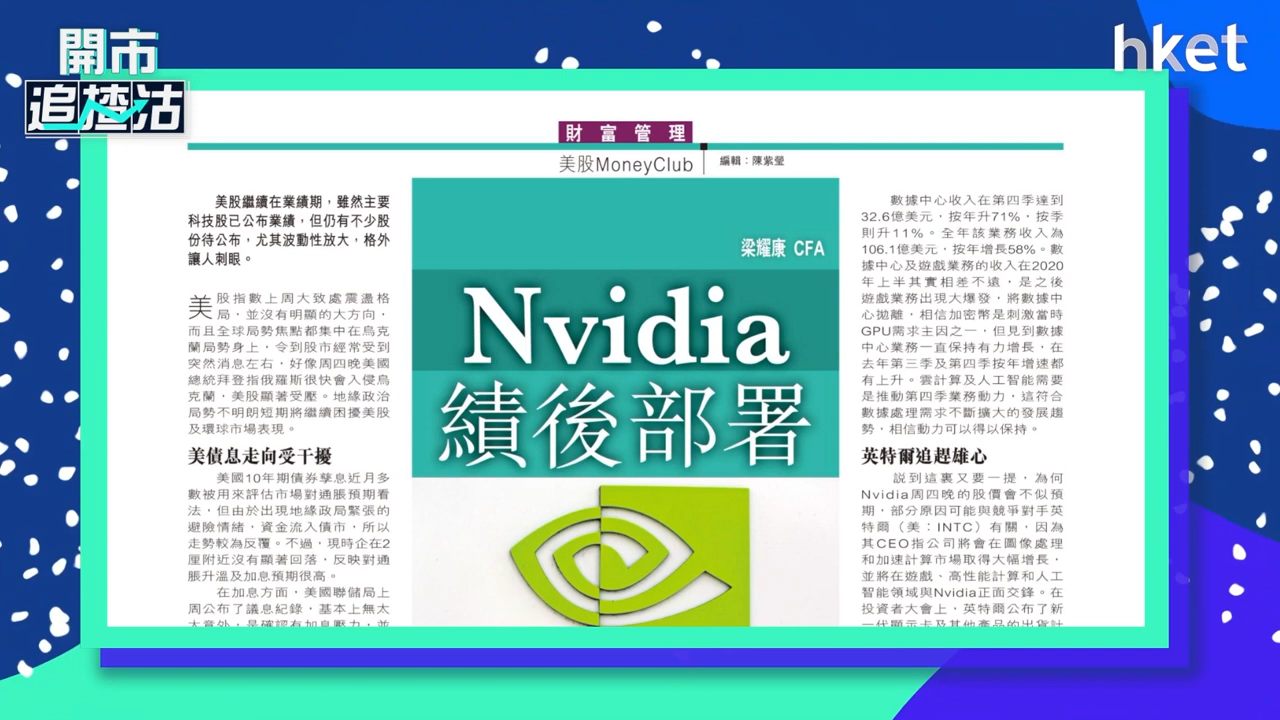 開市
追揸沽
hket
財富管理
美股MoneyClub
編輯：陳紫瑩
美股繼續在業績期，雖然主要
科技股已公布業績，但仍有不少股
份待公布，尤其波動性放大，格外
讓人刺眼。
美股指數上周大致處震盪格
局，並沒有明顯的大方向，
而且全球局勢焦點都集中在烏克
蘭局勢身上，令到股市經常受到
突然消息左右，好像周四晚美國
總統拜登指俄羅斯很快會入侵烏
克蘭，美股顯著受壓。地緣政治
局勢不明朗短期將繼續困擾美股
及環球市場表現。
美債息走向受干擾
美國10年期債券孳息近月多
數被用來評估市場對通脹預期看
法，但由於出現地緣政局緊張的
避險情緒，資金流入債市，所以
走勢較為反覆。不過，現時企在2
厘附近沒有顯著回落，反映對通
脹升溫及加息預期很高。
在加息方面，美國聯儲局上
周公布了議息紀錄，基本上無太
大意外，是確認有加息壓力，並
梁耀康 CFA
Nvidia
績後部署
數據中心收入在第四季達到
32.6億美元，按年升71%，按季
則升11%。全年該業務收入為
106.1億美元，按年增長58%。數
據中心及遊戲業務的收入在2020
年上半其實相差不遠，是之後
遊戲業務出現大爆發，將數據中
心拋離，相信加密幣是刺激當時
GPU需求主因之一，但見到數據
中心業務一直保持有力增長，在
去年第三季及第四季按年增速都
有上升。雲計算及人工智能需要
是推動第四季業務動力，這符合
數據處理需求不斷擴大的發展趨
勢，相信動力可以得以保持。
英特爾追趕雄心
説到這裏又要一提，為何
Nvidia周四晚的股價會不似預
期，部分原因可能與競爭對手英
特爾（美：INTC）有關，因為
其CEO指公司將會在圖像處理
和加速計算市場取得大幅增長，
並將在遊戲、高性能計算和人工
智能領域與Nvidia正面交鋒。在
投資者大會上，英特爾公布了新
一代顯示卡及其他產品的出貨計